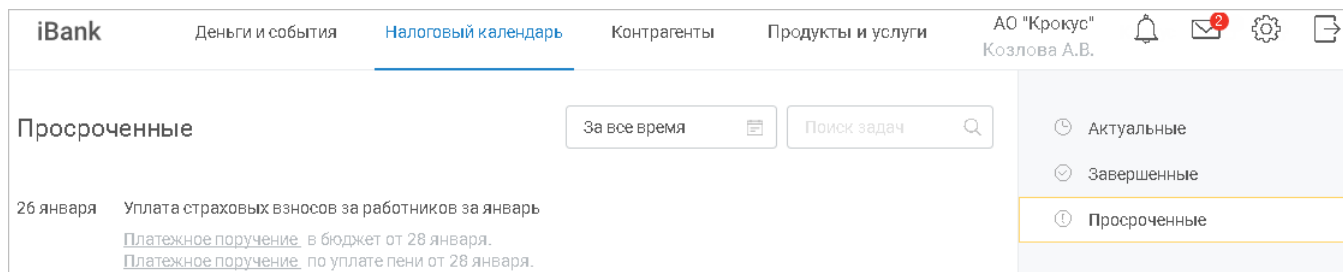 iBank
Деньги и события
Налоговый календарь
Контрагенты
Продукты и услуги
АО "Крокус"
Козлова А.В.
2
Просроченные
За все время
Поиск задач
26 января
Уплата страховых взносов за работников за январь
Платежное поручение в бюджет от 28 января.
Платежное поручение по уплате пени от 28 января.
Актуальные
Завершенные
Просроченные